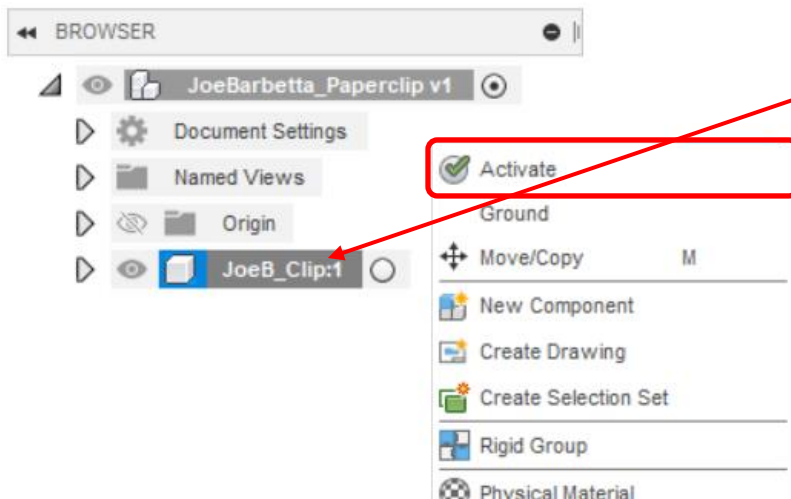 BROWSER
JoeBarbetta_Paperclip v1
Document Settings
Named Views
Origin
JoeB_Clip:1
Activate
Ground
Move/Copy M
New Component
Create Drawing
Create Selection Set
Rigid Group
Physical Material